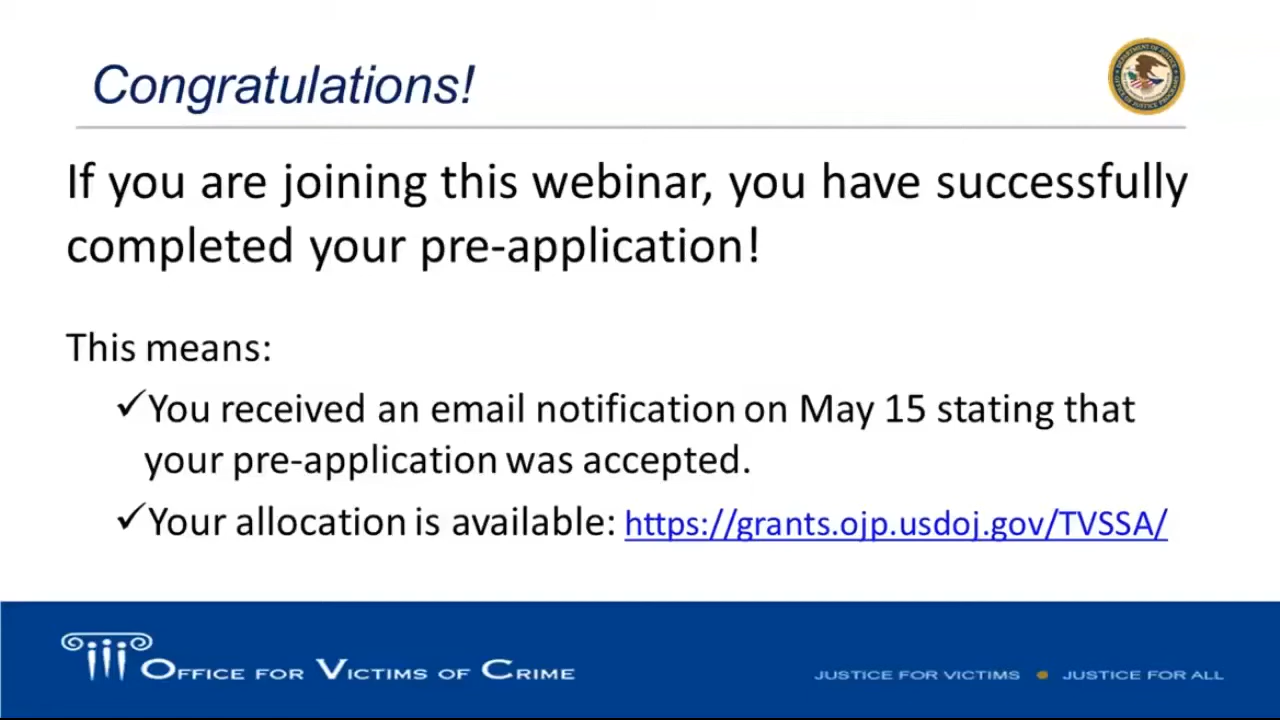 Congratulations!
If you are joining this webinar, you have successfully
completed your pre-application!
This means:
✓You received an email notification on May 15 stating that
your pre-application was accepted.
✓Your allocation is available: https://grants.ojp.usdoj.gov/TVSSA/
OFFICE FOR VICTIMS OF CRIME
JUSTICE FOR VICTIMS • JUSTICE FOR ALL